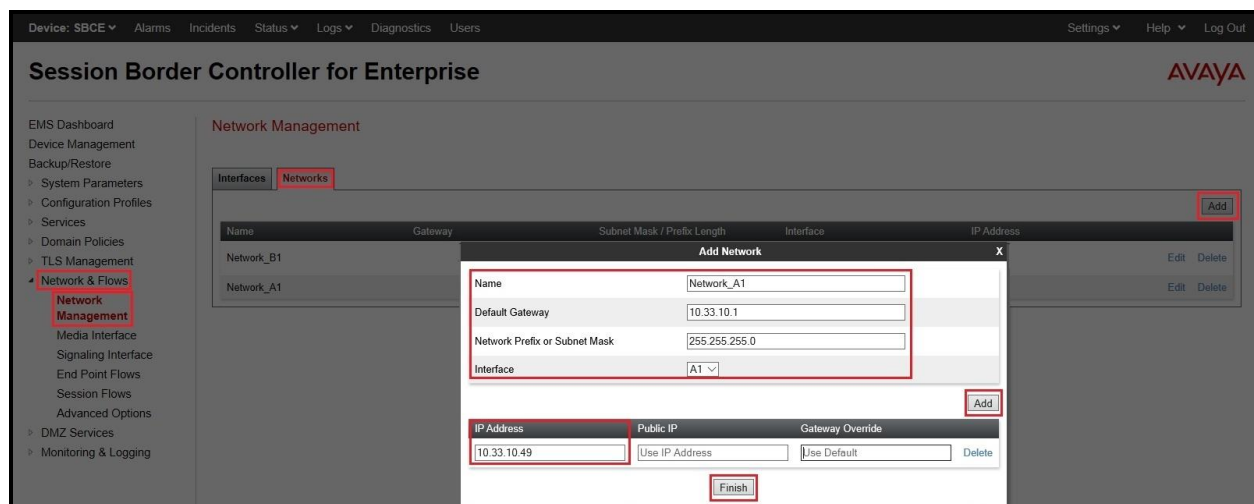 Device: SBCE Alarms Incidents Status Logs Diagnostics Users Settings Help Log Out
Session Border Controller for Enterprise
AVAYA
EMS Dashboard
Device Management
Backup/Restore
System Parameters
Configuration Profiles
Services
Domain Policies
TLS Management
Network & Flows
Network
Management
Media Interface
Signaling Interface
End Point Flows
Session Flows
Advanced Options
DMZ Services
Monitoring & Logging
Network Management
Interfaces Networks
Add
Name Gateway Subnet Mask / Prefix Length Interface IP Address
Network_B1 Edit Delete
Network_A1 Edit Delete
Add Network X
Name Network_A1
Default Gateway 10.33.10.1
Network Prefix or Subnet Mask 255.255.255.0
Interface A1
Add
IP Address Public IP Gateway Override
10.33.10.49 Use IP Address Use Default Delete
Finish